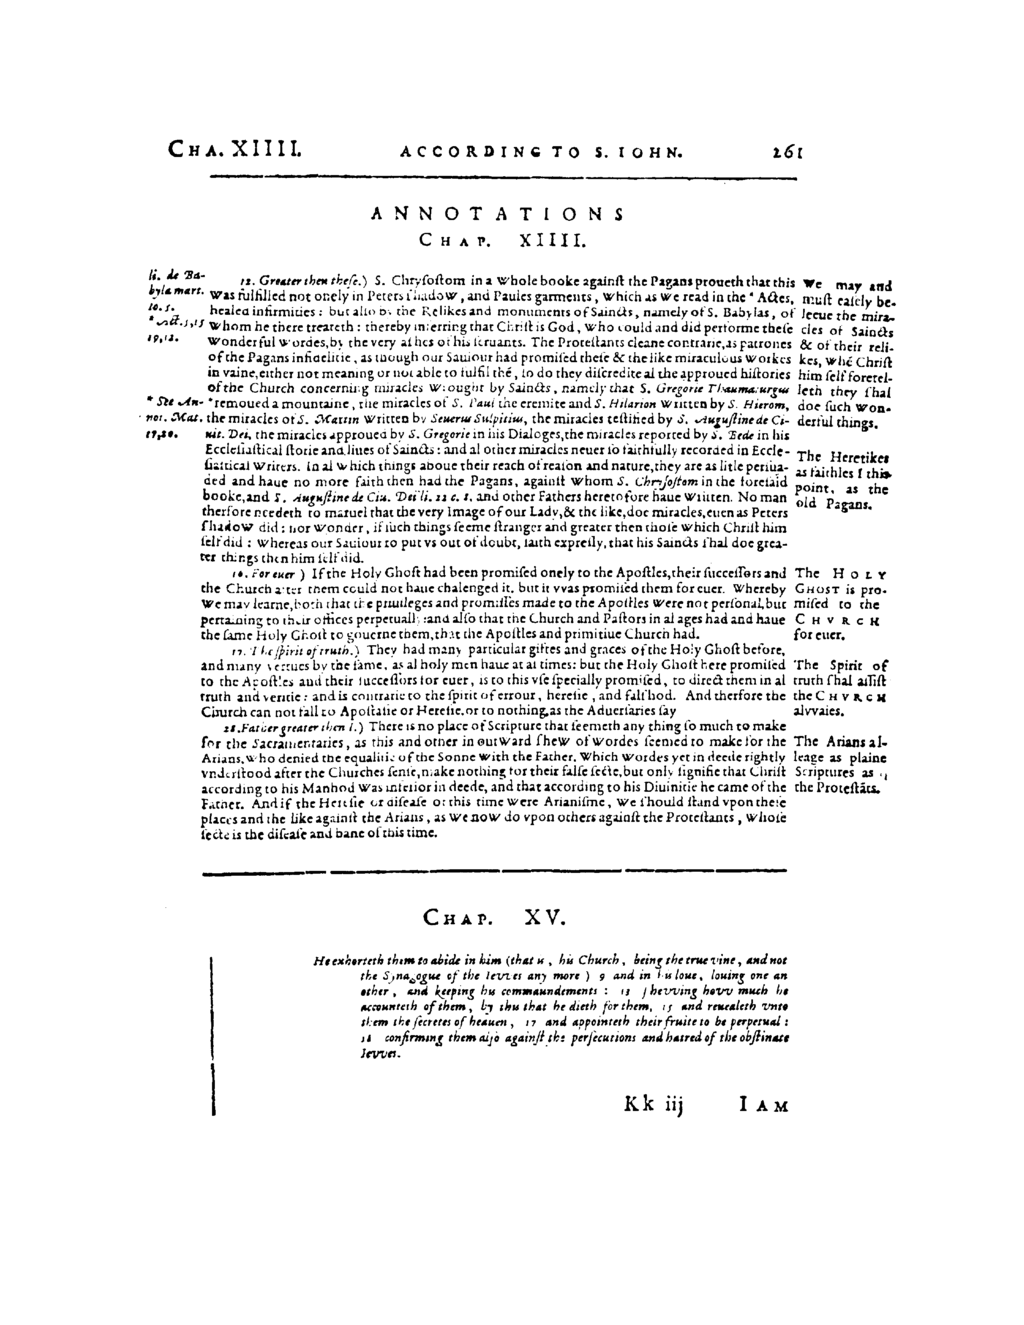 CHA. XIIII. ACCORDING TO S. IOHN. 261
ANNOTATIONS
CHAP. XIIII.
li. de Ba-
byla mart.
10. 5.
* Act. 5, 15
19, 12.
* See An-
not. Mat.
17, 20.
12. Greater then theſe.) S. Chryſoſtom in a whole booke againſt the Pagans proueth that this
was fulfilled not onely in Peters ſhadow, and Paules garments, which as we read in the * Actes,
healed infirmities: but alſo by the Relikes and monuments of Saincts, namely of S. Babylas, of
whom he there treateth: thereby inferring that Chriſt is God, who could and did performe theſe
wonderful wordes, by the very aſhes of his ſeruants. The Proteſtants cleane contrarie, as patrones
of the Pagans infidelitie, as though our Sauiour had promiſed theſe & the like miraculous workes
in vaine, either not meaning or not able to fulfil thē, ſo do they diſcredite al the approued hiſtories
of the Church concerning miracles wrought by Saincts, namely that S. Gregorie Thaumaturgus
* remoued a mountaine, the miracles of S. Paul the eremite and S. Hilarion written by S. Hierom,
the miracles of S. Martin written by Seuerus Sulpitius, the miracles teſtified by S. Auguſtine de Ci-
uit. Dei, the miracles approued by S. Gregorie in his Dialoges, the miracles reported by S. Bede in his
Eccleſiaſtical ſtorie and liues of Saincts: and al other miracles neuer ſo faithfully recorded in Eccle-
ſiaſtical writers. In al which things aboue their reach of reaſon and nature, they are as litle perſua-
ded and haue no more faith then had the Pagans, againſt whom S. Chryſoſtom in the foreſaid
booke, and S. Auguſtine de Ciu. Dei li. 22 c. 8. and other Fathers heretofore haue written. No man
therfore needeth to maruel that the very Image of our Lady, & the like, doe miracles, euen as Peters
ſhadow did: nor wonder, if ſuch things ſeeme ſtranger and greater then thoſe which Chriſt him
ſelf did: whereas our Sauiour to put vs out of doubt, ſaith expreſly, that his Saincts ſhal doe grea-
ter things then him ſelf did.
16. For euer) If the Holy Ghoſt had been promiſed onely to the Apoſtles, their ſucceſſors and
the Church after them could not haue chalenged it, but it vvas promiſed them for euer. Whereby
we may learne, both that the priuileges and promiſes made to the Apoſtles were not perſonal, but
pertaining to their offices perpetually: and alſo that the Church and Paſtors in al ages had and haue
the ſame Holy Ghoſt to gouerne them, that the Apoſtles and primitiue Church had.
17. The ſpirit of truth.) They had many particular giftes and graces of the Holy Ghoſt before,
and many vertues by the ſame, as al holy men haue at al times: but the Holy Ghoſt here promiſed
to the Apoſtles and their ſucceſſors for euer, is to this vſe ſpecially promiſed, to direct them in al
truth and veritie: and is contrarie to the ſpirit of errour, hereſie, and falſhod. And therfore the
Church can not fall to Apoſtaſie or Hereſie, or to nothing, as the Aduerſaries ſay
28. Father greater then I.) There is no place of Scripture that ſeemeth any thing ſo much to make
for the Sacramentaries, as this and other in outward ſhew of wordes ſeemed to make for the
Arians, who denied the equalitie of the Sonne with the Father. Which wordes yet in deede rightly
vnderſtood after the Churches ſenſe, make nothing for their falſe ſecte, but only ſignifie that Chriſt
according to his Manhod was inferior in deede, and that according to his Diuinitie he came of the
Father. And if the Hereſie or diſeaſe of this time were Arianiſme, we ſhould ſtand vpon theſe
places and the like againſt the Arians, as we now do vpon others againſt the Proteſtants, whoſe
ſecte is the diſeaſe and bane of this time.
We may and
muſt eaſely be-
leeue the mira-
cles of Saincts
& of their reli-
kes, whē Chriſt
him ſelf foretel-
leth they ſhal
doe ſuch won-
derful things.
The Heretikes
as faithles in this
point, as the
old Pagans.
The HOLY
GHOST is pro-
miſed to the
CHVRCH
for euer.
The Spirit of
truth ſhal aſſiſt
the CHVRCH
alvvaies.
The Arians al-
leage as plaine
Scriptures as
the Proteſtāts.
CHAP. XV.
He exhorteth them to abide in him (that is, his Church, being the true vine, and not
the Synagogue of the Ievves any more) 9 and in his loue, louing one an
other, and keeping his commaundements: 13 ſhevving hovv much he
accounteth of them, by this that he dieth for them, 15 and reuealeth vnto
them the ſecretes of heauen, 17 and appointeth their fruite to be perpetual:
18 confirming them alſo againſt the perſecutions and hatred of the obſtinate
Ievves.
Kk iij I AM